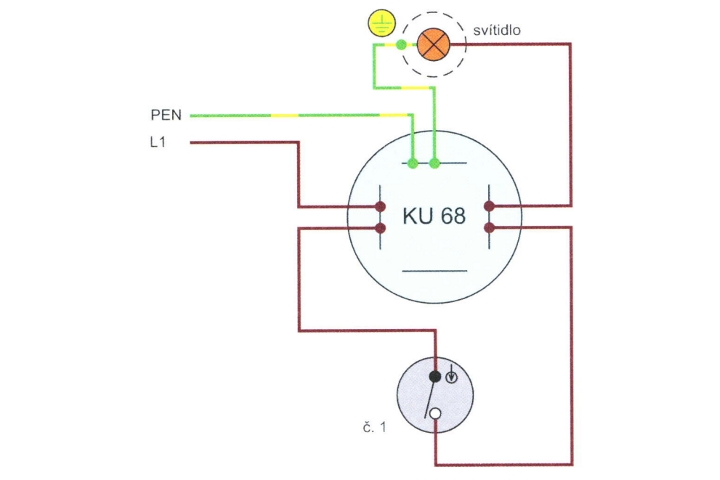 svítidlo
PEN
L1
KU 68
č. 1